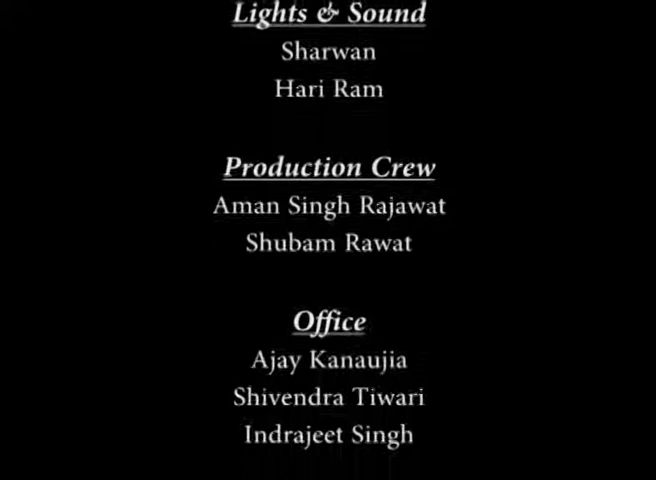 Lights & Sound
Sharwan
Hari Ram
Production Crew
Aman Singh Rajawat
Shubam Rawat
Office
Ajay Kanaujia
Shivendra Tiwari
Indrajeet Singh